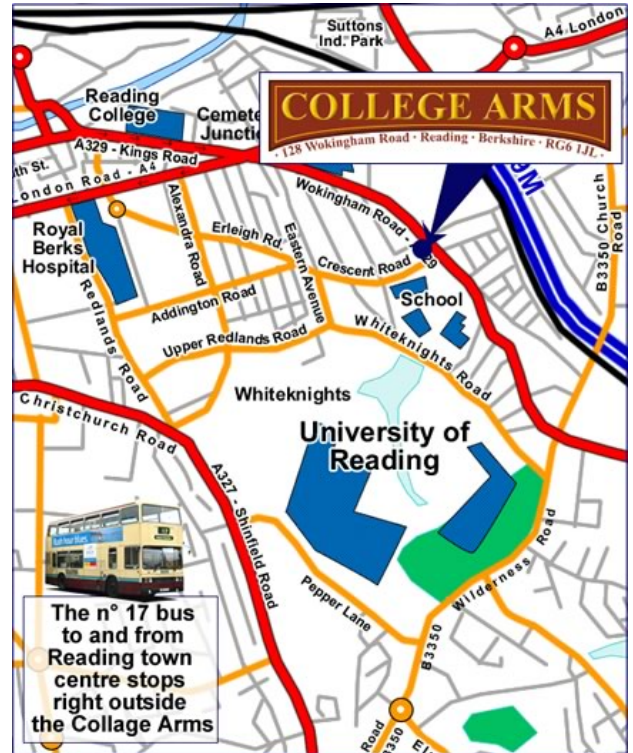 Suttons
Ind. Park
A4 London
Reading
College
COLLEGE ARMS
· 128 Wokingham Road · Reading · Berkshire · RG6 1JL ·
Junct
A329 - Kings Road
London Road - A4
Wokingham Road -
B3350 Church
Road
Royal
Berks
Hospital
Alexandra Road
Erleigh Rd.
Eastern Avenue
Crescent Road
School
Redlands Road
Addington Road
Upper Redlands Road
Whiteknights Road
Whiteknights
Christchurch Road
University of
Reading
A327 - Shinfield Road
Pepper Lane
Wilderness Road
B3350
The n° 17 bus
to and from
Reading town
centre stops
right outside
the Collage Arms
Road